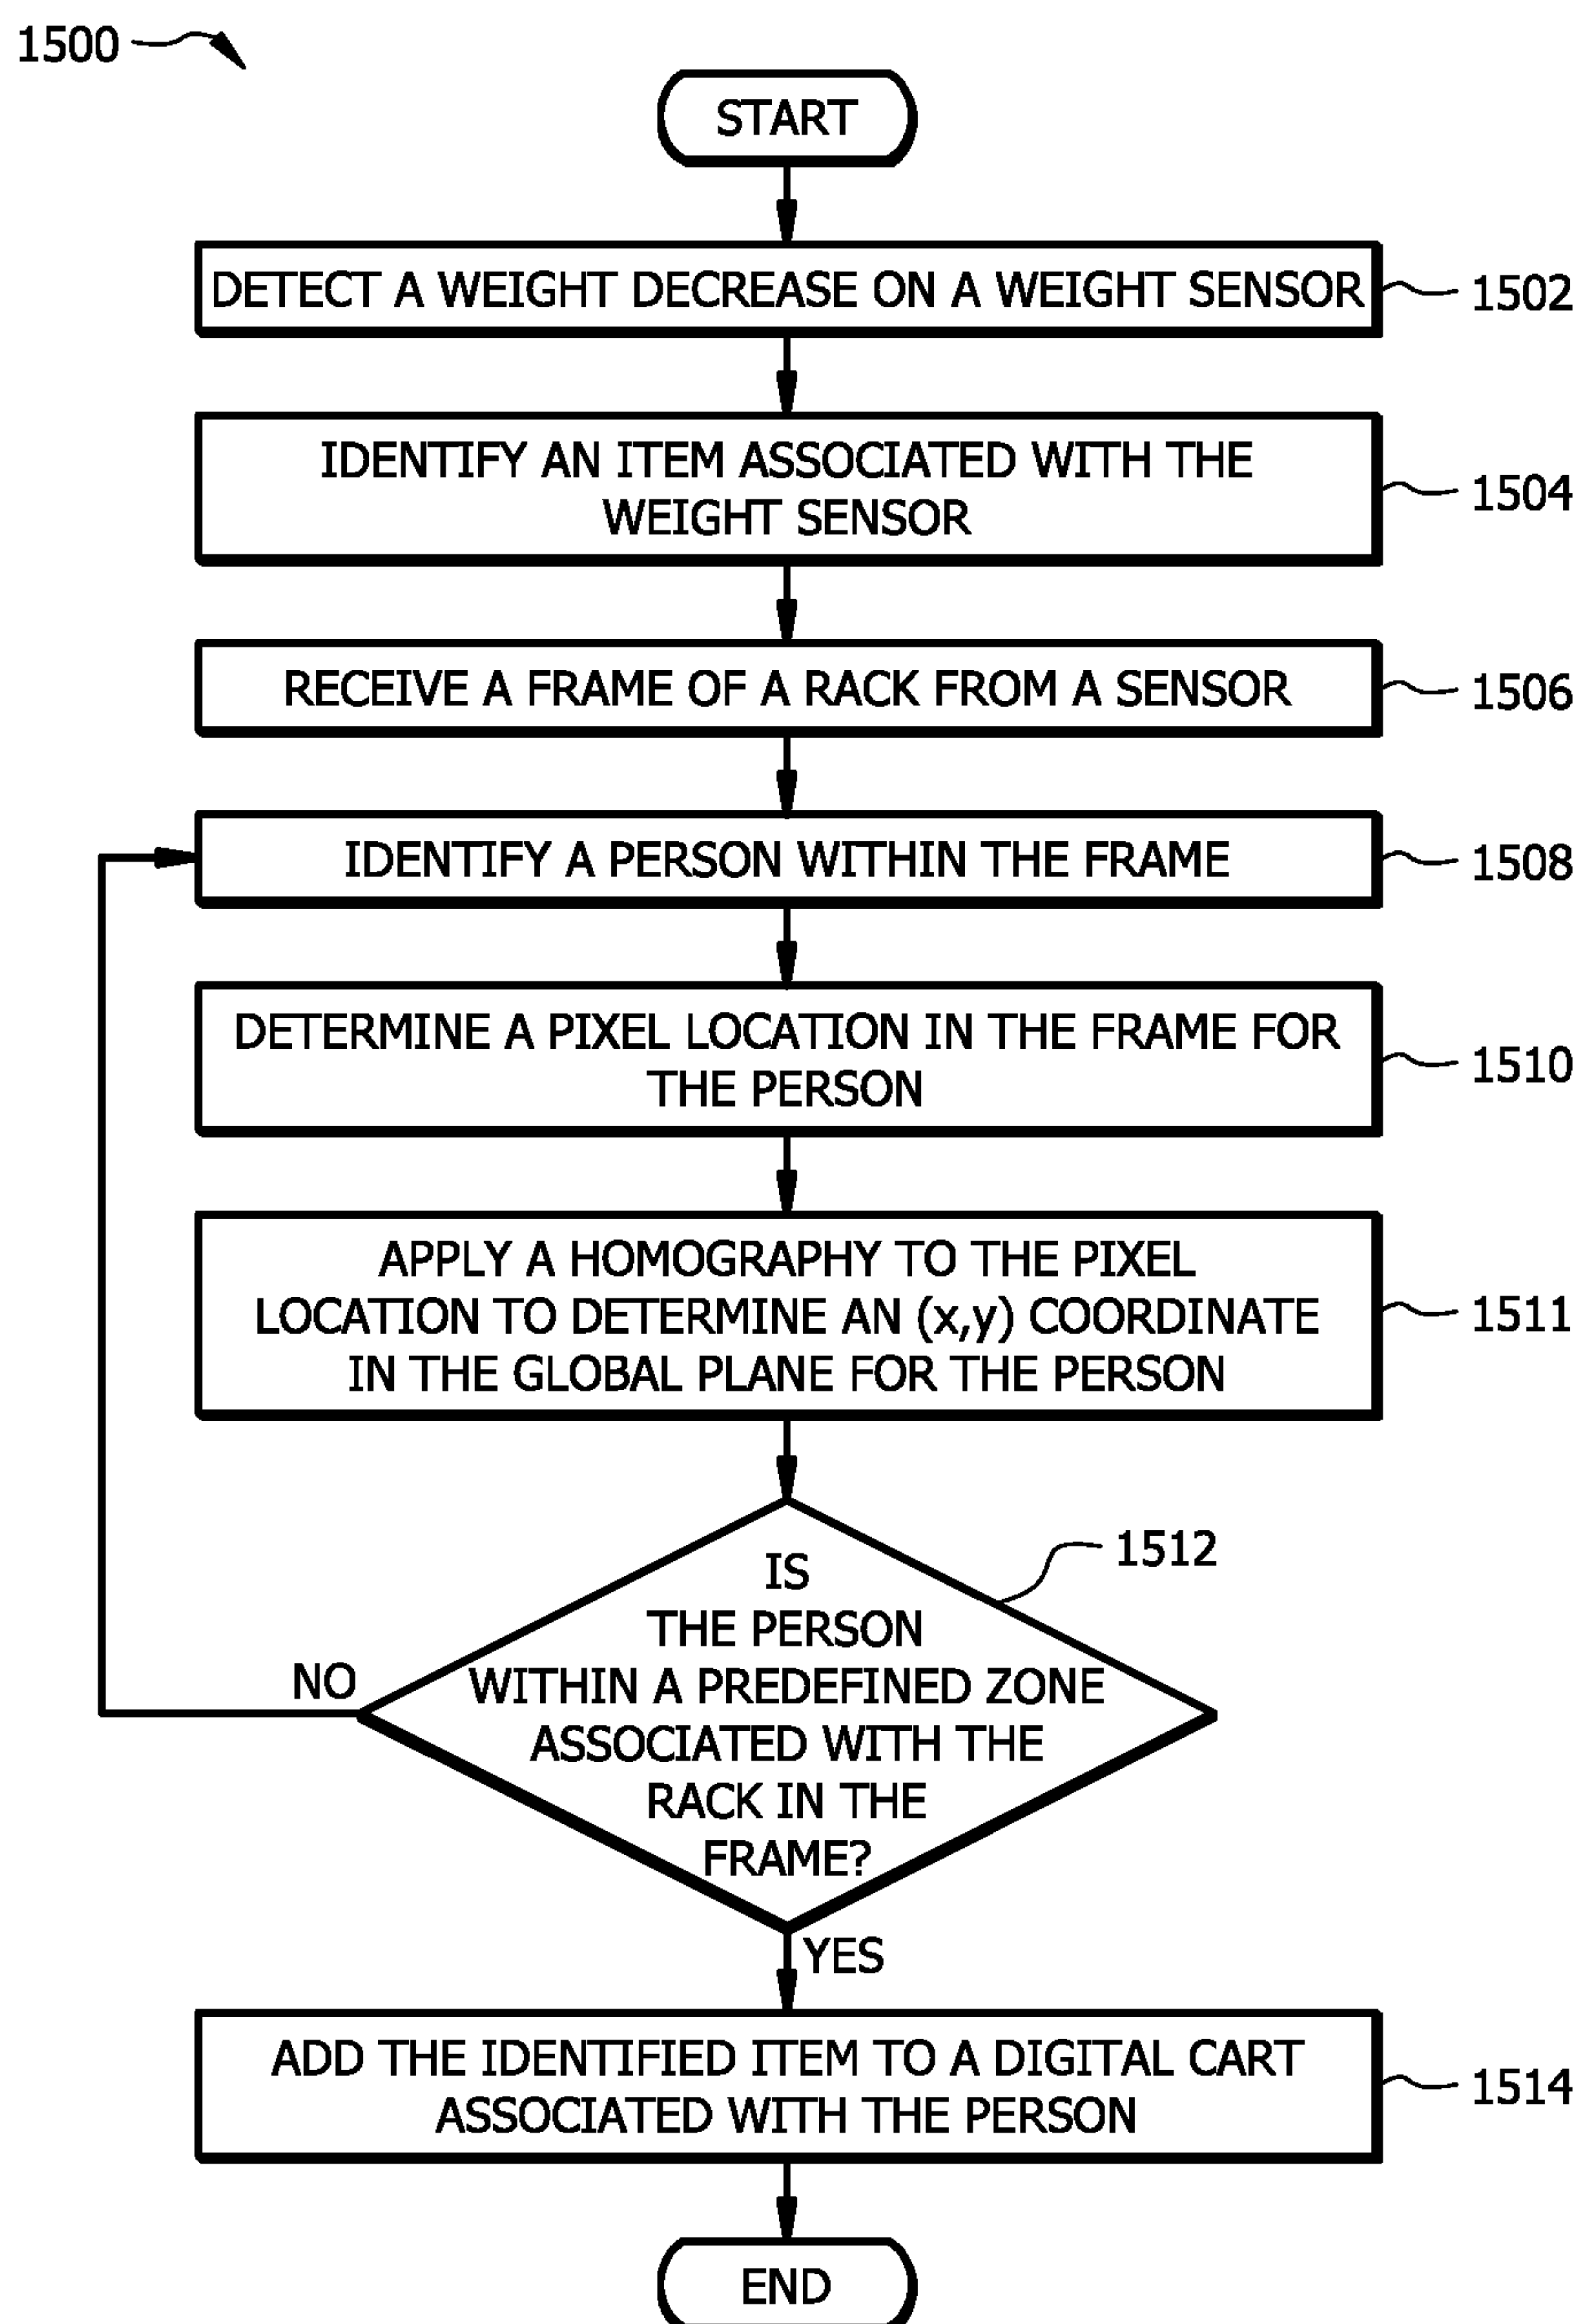 1500
START
DETECT A WEIGHT DECREASE ON A WEIGHT SENSOR
1502
IDENTIFY AN ITEM ASSOCIATED WITH THE
WEIGHT SENSOR
1504
RECEIVE A FRAME OF A RACK FROM A SENSOR
1506
IDENTIFY A PERSON WITHIN THE FRAME
1508
DETERMINE A PIXEL LOCATION IN THE FRAME FOR
THE PERSON
1510
APPLY A HOMOGRAPHY TO THE PIXEL
LOCATION TO DETERMINE AN (x,y) COORDINATE
IN THE GLOBAL PLANE FOR THE PERSON
1511
1512
IS
THE PERSON
WITHIN A PREDEFINED ZONE
ASSOCIATED WITH THE
RACK IN THE
FRAME?
NO
YES
ADD THE IDENTIFIED ITEM TO A DIGITAL CART
ASSOCIATED WITH THE PERSON
1514
END